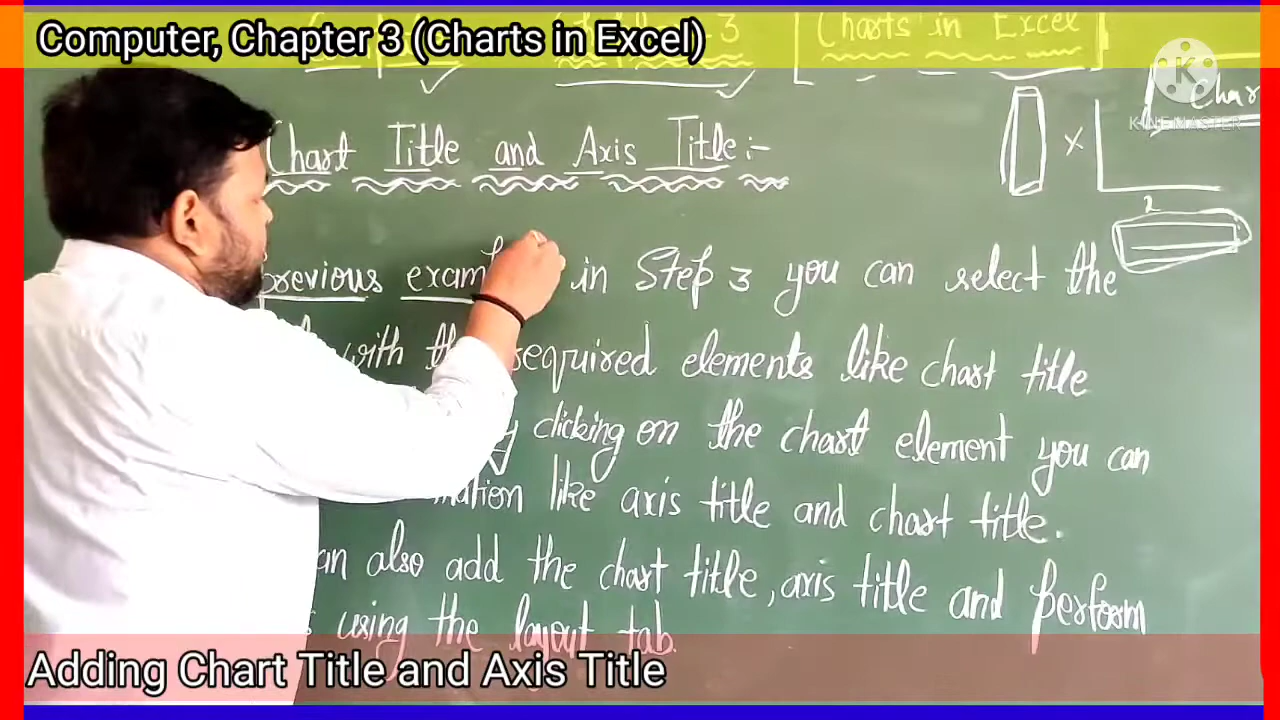 Computer, Chapter 3 (Charts in Excel)
3 Charts in Excel
KINEMASTER
Chart Title and Axis Title:-
previous in Step 3 you can select the
with the required elements like chart title
clicking on the chart element you can
like axis title and chart title.
also add the chart title, axis title and perform
using the layout tab.
Adding Chart Title and Axis Title